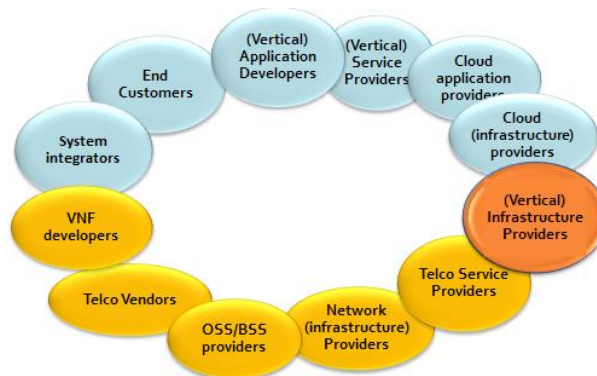 (Vertical)
Application
Developers
(Vertical)
Service
Providers
Cloud
application
providers
End
Customers
Cloud
(infrastructure)
providers
System
integrators
(Vertical)
Infrastructure
Providers
VNF
developers
Telco Service
Providers
Telco Vendors
Network
(infrastructure)
Providers
OSS/BSS
providers